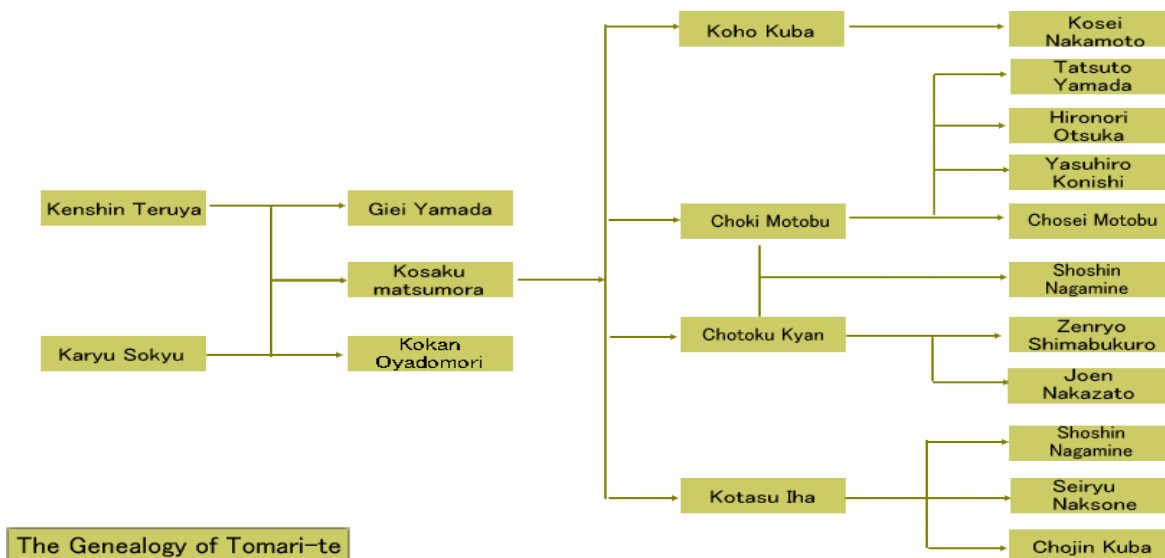 Kenshin Teruya
Karyu Sokyu
Giei Yamada
Kosaku
matsumora
Kokan
Oyadomori
Koho Kuba
Choki Motobu
Chotoku Kyan
Kotasu Iha
Kosei
Nakamoto
Tatsuto
Yamada
Hironori
Otsuka
Yasuhiro
Konishi
Chosei Motobu
Shoshin
Nagamine
Zenryo
Shimabukuro
Joen
Nakazato
Shoshin
Nagamine
Seiryu
Naksone
Chojin Kuba
The Genealogy of Tomari-te